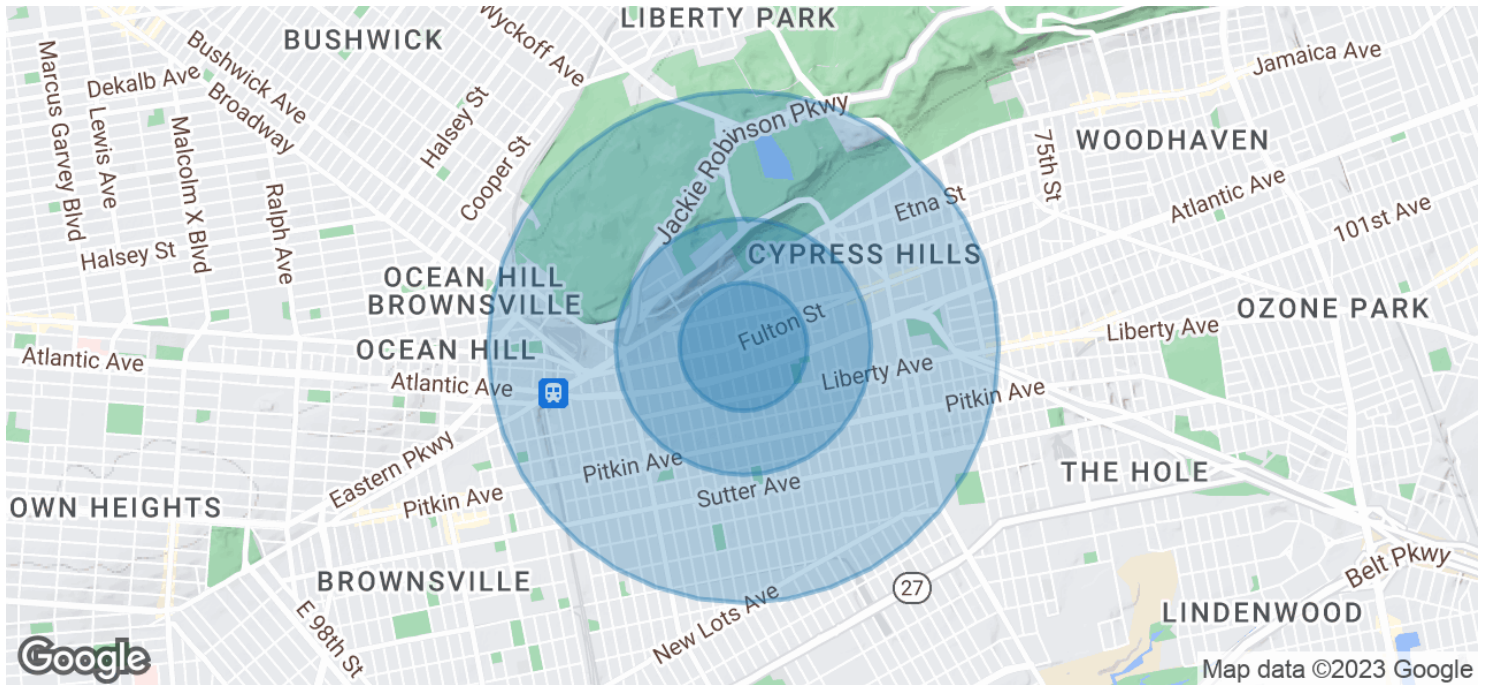 LIBERTY PARK
BUSHWICK
Wyckoff Ave
Bushwick Ave
Jamaica Ave
Marcus Garvey Blvd
Dekalb Ave
Broadway
Halsey St
Lewis Ave
Malcolm X Blvd
Cooper St
Jackie Robinson Pkwy
WOODHAVEN
75th St
Ralph Ave
Etna St
Atlantic Ave
101st Ave
Halsey St
CYPRESS HILLS
OCEAN HILL
BROWNSVILLE
OZONE PARK
Fulton St
Liberty Ave
OCEAN HILL
Atlantic Ave
Atlantic Ave
Liberty Ave
Pitkin Ave
Eastern Pkwy
Pitkin Ave
THE HOLE
Pitkin Ave
Sutter Ave
OWN HEIGHTS
BROWNSVILLE
27
Belt Pkwy
E 98th St
New Lots Ave
LINDENWOOD
Google
Map data ©2023 Google